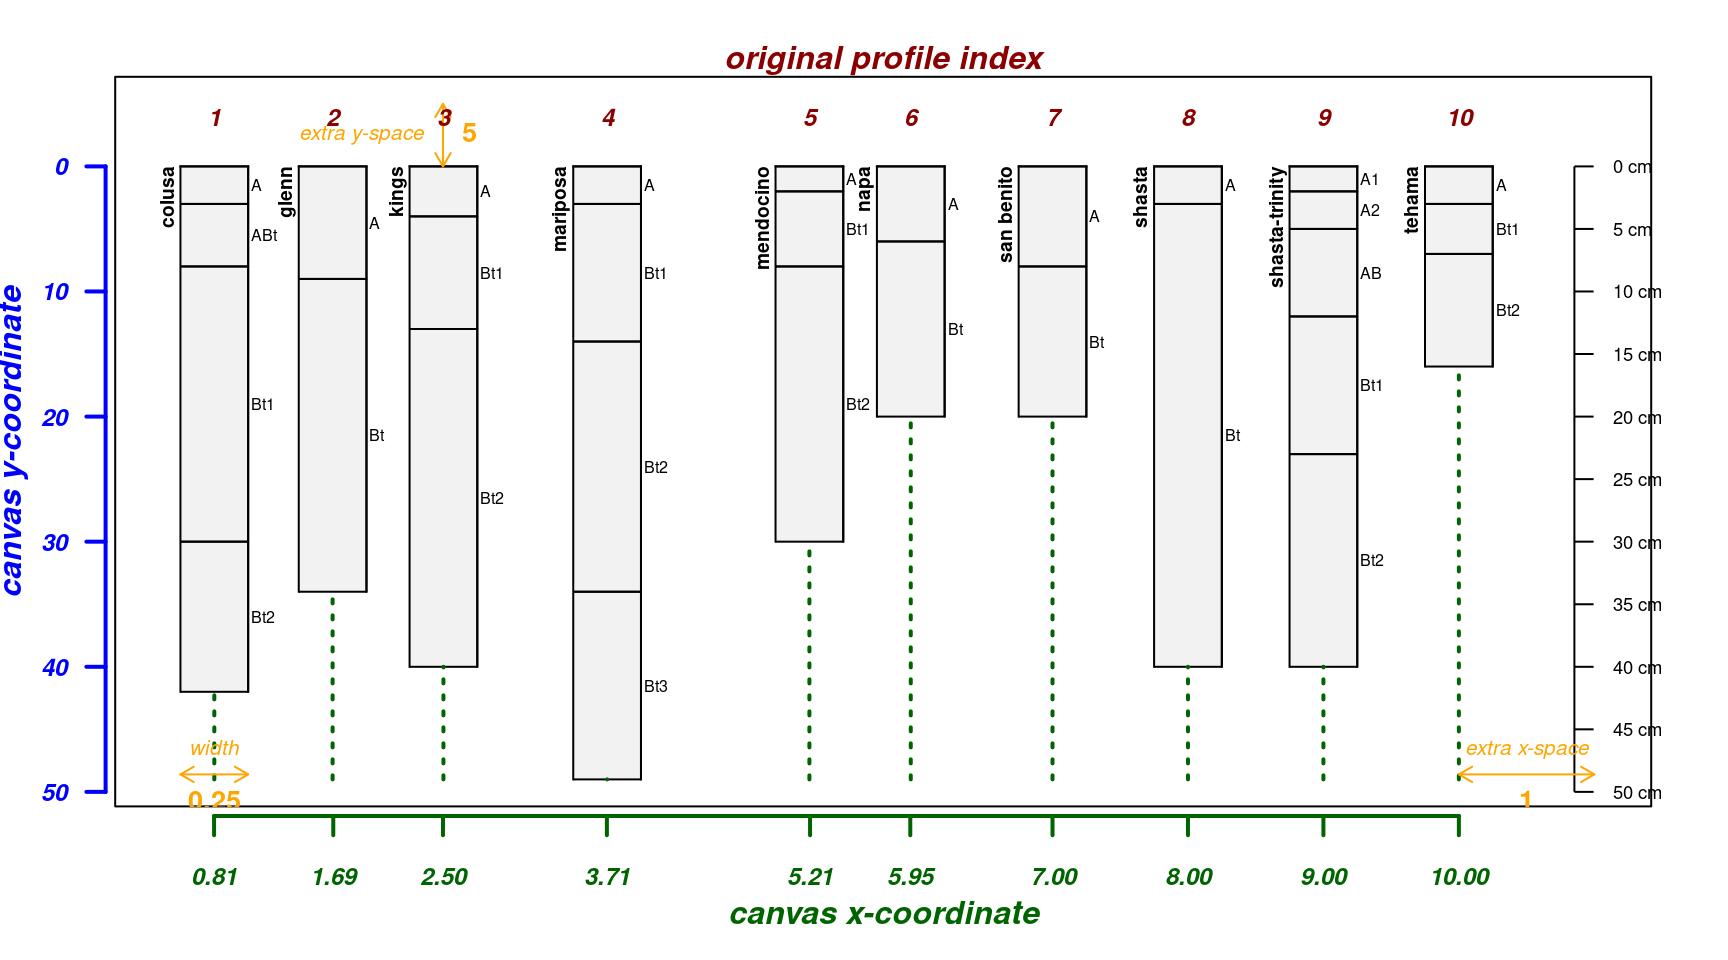 original profile index
1 2 3 4 5 6 7 8 9 10
extra y-space 5
canvas y-coordinate
0
10
20
30
40
50
colusa
A
ABt
Bt1
Bt2
glenn
A
Bt
kings
A
Bt1
Bt2
mariposa
A
Bt1
Bt2
Bt3
mendocino
A
Bt1
Bt2
napa
A
Bt
san benito
A
Bt
shasta
A
Bt
shasta-trinity
A1
A2
AB
Bt1
Bt2
tehama
A
Bt1
Bt2
0 cm
5 cm
10 cm
15 cm
20 cm
25 cm
30 cm
35 cm
40 cm
45 cm
50 cm
width
0.25
extra x-space
1
0.81 1.69 2.50 3.71 5.21 5.95 7.00 8.00 9.00 10.00
canvas x-coordinate